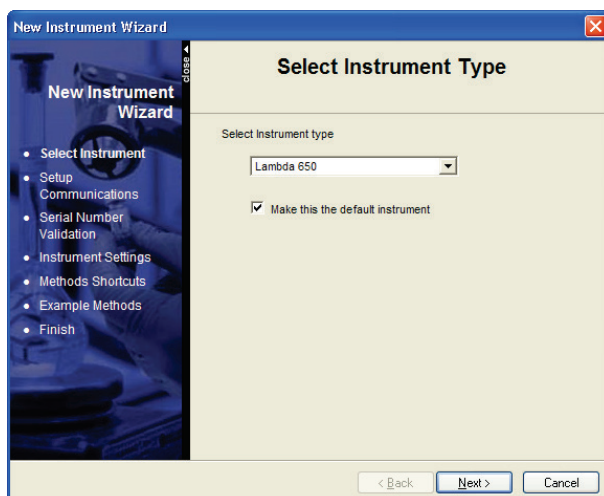 New Instrument Wizard
close
New Instrument
Wizard
• Select Instrument
• Setup
Communications
• Serial Number
Validation
• Instrument Settings
• Methods Shortcuts
• Example Methods
• Finish
Select Instrument Type
Select Instrument type
Lambda 650
Make this the default instrument
< Back
Next >
Cancel